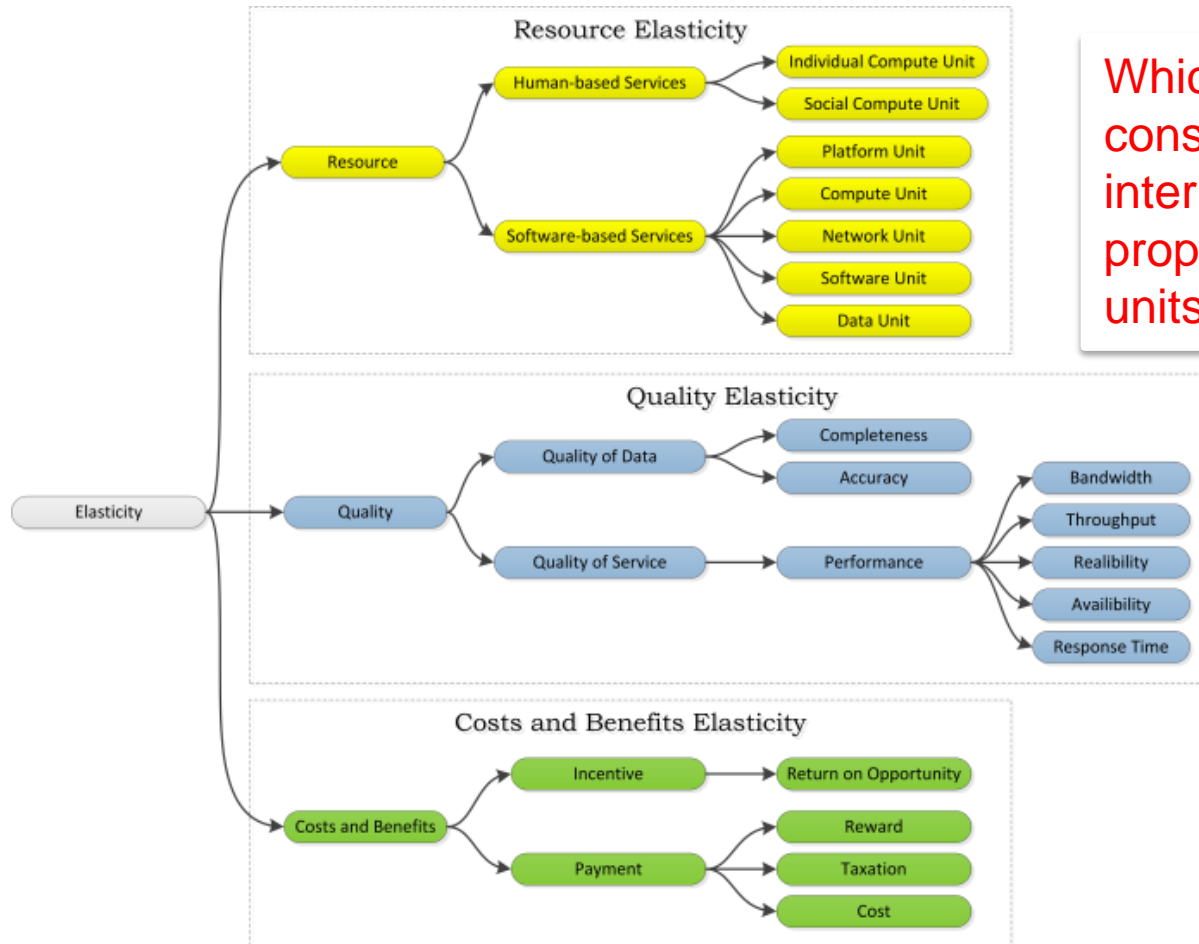 Resource Elasticity
Human-based Services
Individual Compute Unit
Social Compute Unit
Resource
Software-based Services
Platform Unit
Compute Unit
Network Unit
Software Unit
Data Unit
Quality Elasticity
Elasticity
Quality
Quality of Data
Completeness
Accuracy
Quality of Service
Performance
Bandwidth
Throughput
Realibility
Availibility
Response Time
Costs and Benefits Elasticity
Costs and Benefits
Incentive
Return on Opportunity
Payment
Reward
Taxation
Cost
units